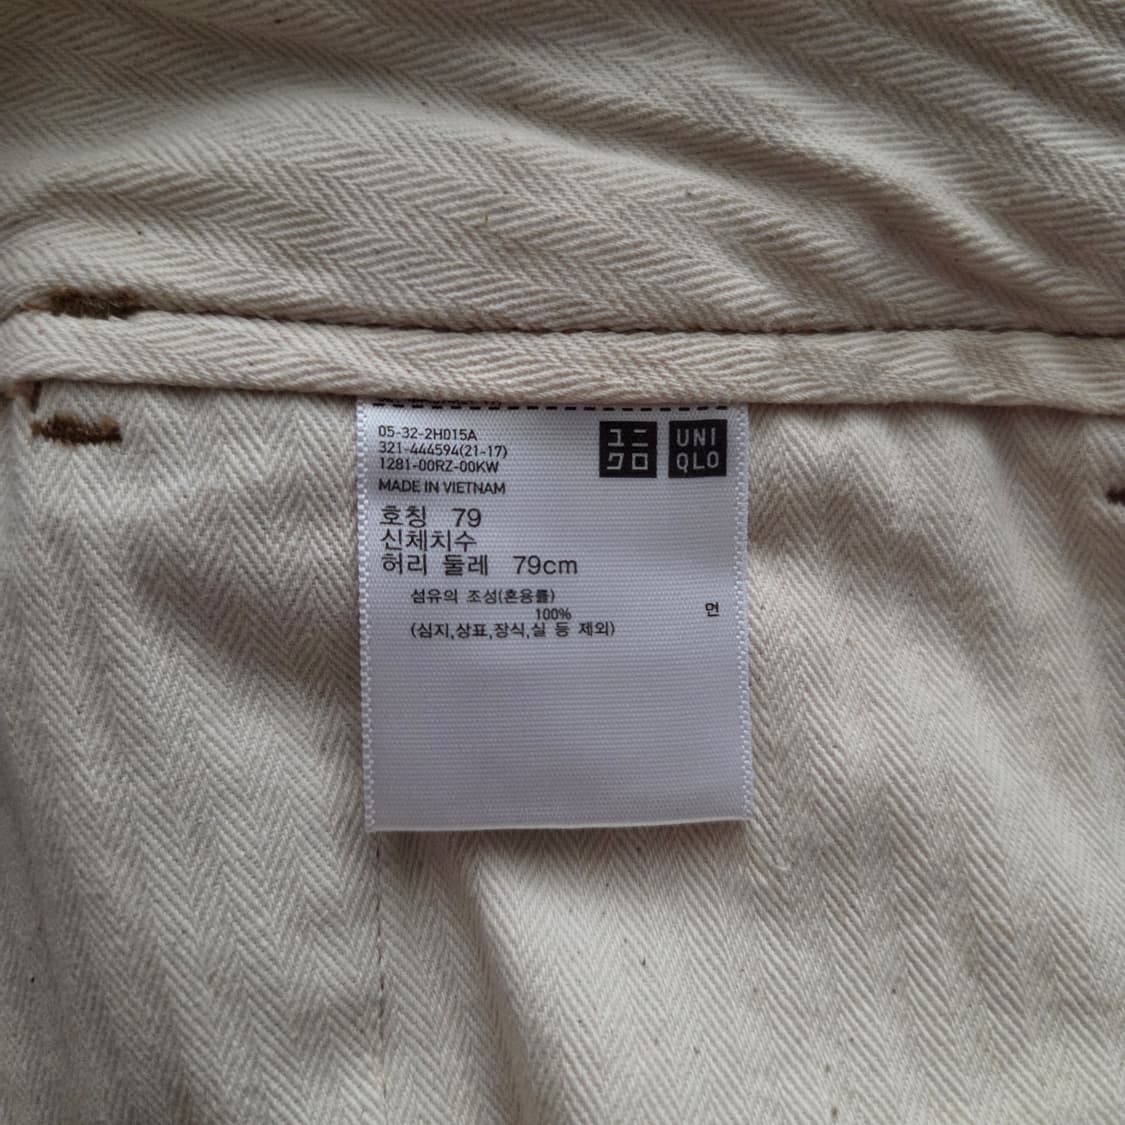 05-32-2H015A
321-444594(21-17)
1281-00RZ-00KW
MADE IN VIETNAM
ユニ
クロ
UNI
QLO
호칭 79
신체치수
허리 둘레 79cm
섬유의 조성(혼용률)
면
100%
(심지,상표,장식,실 등 제외)